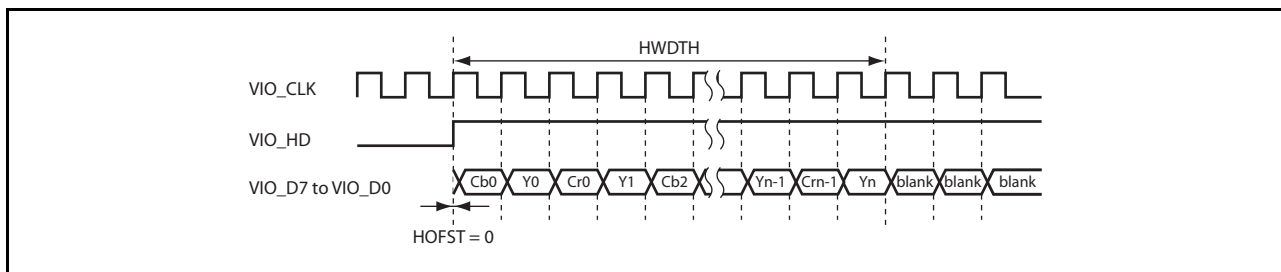 HWDTH
VIO_CLK
VIO_HD
VIO_D7 to VIO_D0 Cb0 Y0 Cr0 Y1 Cb2 Yn-1 Crn-1 Yn blank blank blank
HOFST = 0